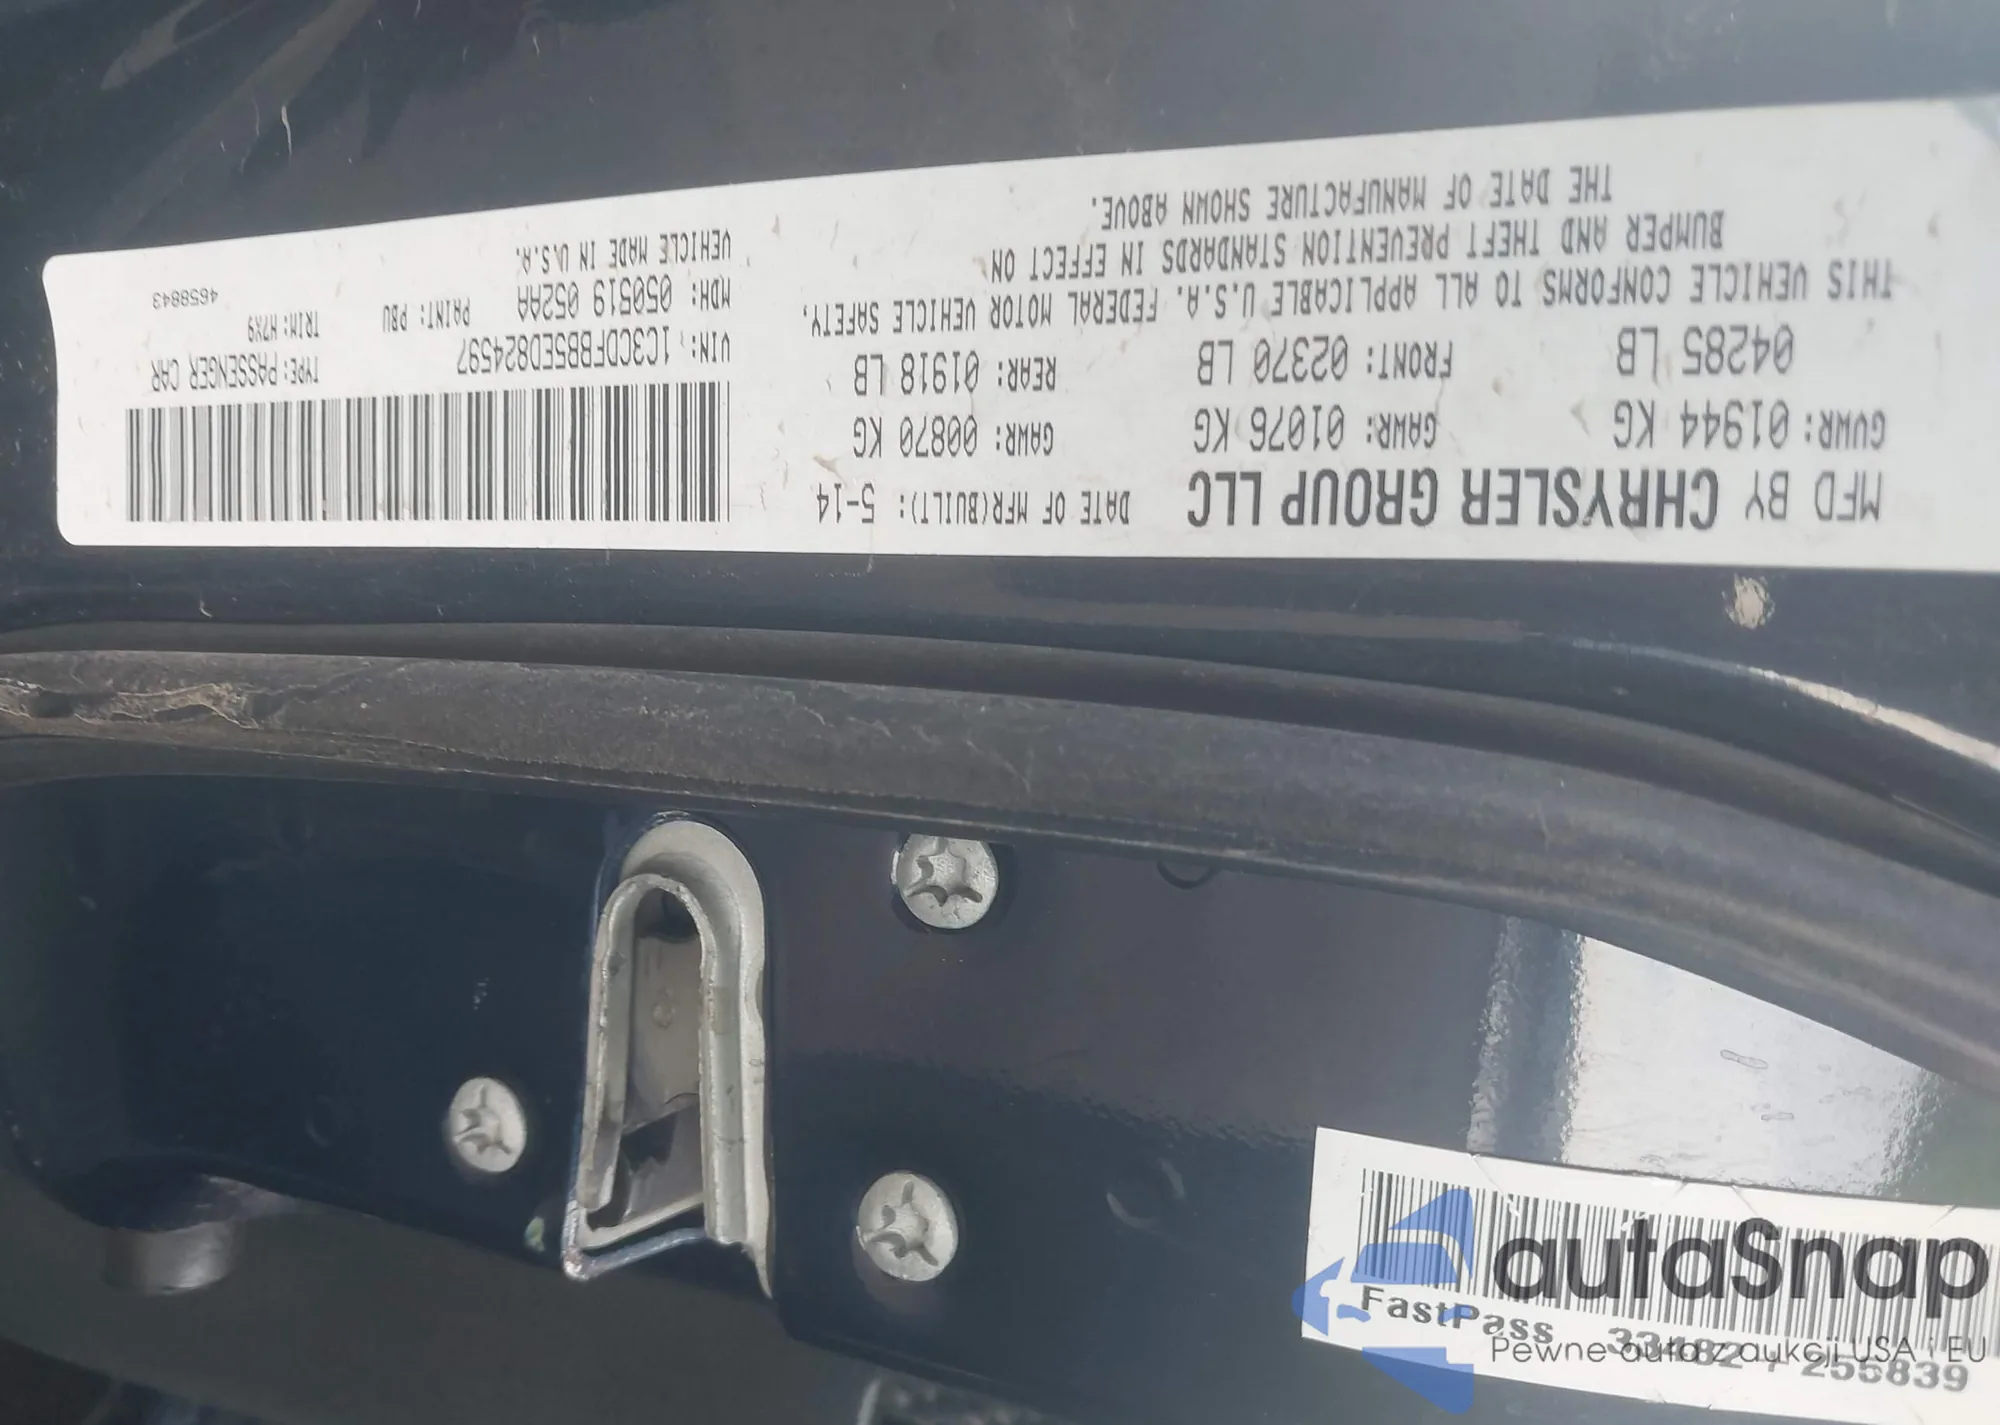 MFD BY CHRYSLER GROUP LLC
DATE OF MFR(BUILT): 5-14
GVWR: 01944 KG
04285 LB
GAWR: 01076 KG
FRONT: 02370 LB
GAWR: 00870 KG
REAR: 01918 LB
THIS VEHICLE CONFORMS TO ALL APPLICABLE U.S.A. FEDERAL MOTOR VEHICLE SAFETY,
BUMPER AND THEFT PREVENTION STANDARDS IN EFFECT ON
THE DATE OF MANUFACTURE SHOWN ABOVE.
VIN: 1C3CDFBB5ED824597
TYPE: PASSENGER CAR
MDH: 050519 052AA
PAINT: PBU
TRIM: H7X9
VEHICLE MADE IN U.S.A.
4658843
autaSnap
FastPass 33482 / 255839
Pewne auta z aukcji USA i EU